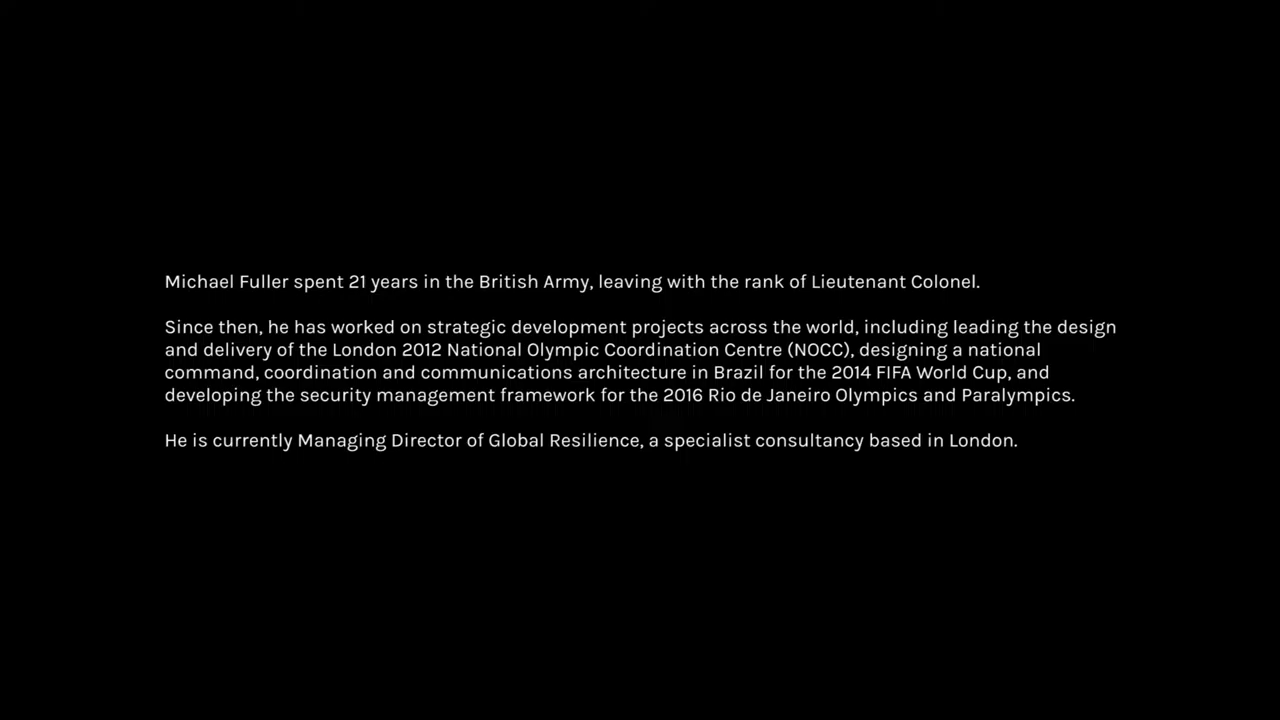 Michael Fuller spent 21 years in the British Army, leaving with the rank of Lieutenant Colonel.
Since then, he has worked on strategic development projects across the world, including leading the design
and delivery of the London 2012 National Olympic Coordination Centre (NOCC), designing a national
command, coordination and communications architecture in Brazil for the 2014 FIFA World Cup, and
developing the security management framework for the 2016 Rio de Janeiro Olympics and Paralympics.
He is currently Managing Director of Global Resilience, a specialist consultancy based in London.